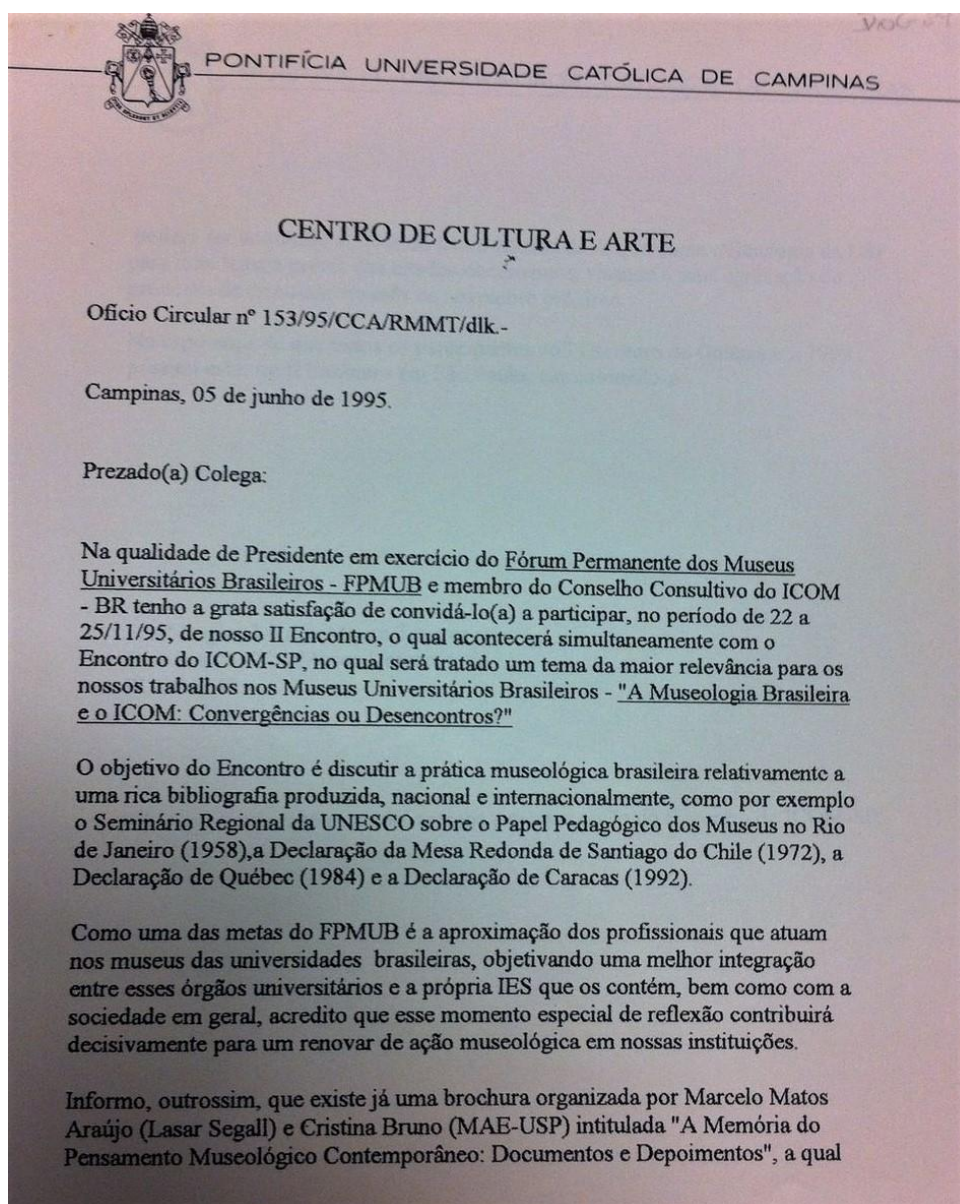 PONTIFÍCIA UNIVERSIDADE CATÓLICA DE CAMPINAS
CENTRO DE CULTURA E ARTE
Ofício Circular nº 153/95/CCA/RMMT/dlk.-
Campinas, 05 de junho de 1995.
Prezado(a) Colega:
Na qualidade de Presidente em exercício do Fórum Permanente dos Museus
Universitários Brasileiros - FPMUB e membro do Conselho Consultivo do ICOM
- BR tenho a grata satisfação de convidá-lo(a) a participar, no período de 22 a
25/11/95, de nosso II Encontro, o qual acontecerá simultaneamente com o
Encontro do ICOM-SP, no qual será tratado um tema da maior relevância para os
nossos trabalhos nos Museus Universitários Brasileiros - "A Museologia Brasileira
e o ICOM: Convergências ou Desencontros?"
O objetivo do Encontro é discutir a prática museológica brasileira relativamente a
uma rica bibliografia produzida, nacional e internacionalmente, como por exemplo
o Seminário Regional da UNESCO sobre o Papel Pedagógico dos Museus no Rio
de Janeiro (1958),a Declaração da Mesa Redonda de Santiago do Chile (1972), a
Declaração de Québec (1984) e a Declaração de Caracas (1992).
Como uma das metas do FPMUB é a aproximação dos profissionais que atuam
nos museus das universidades brasileiras, objetivando uma melhor integração
entre esses órgãos universitários e a própria IES que os contém, bem como com a
sociedade em geral, acredito que esse momento especial de reflexão contribuirá
decisivamente para um renovar de ação museológica em nossas instituições.
Informo, outrossim, que existe já uma brochura organizada por Marcelo Matos
Araújo (Lasar Segall) e Cristina Bruno (MAE-USP) intitulada "A Memória do
Pensamento Museológico Contemporâneo: Documentos e Depoimentos", a qual